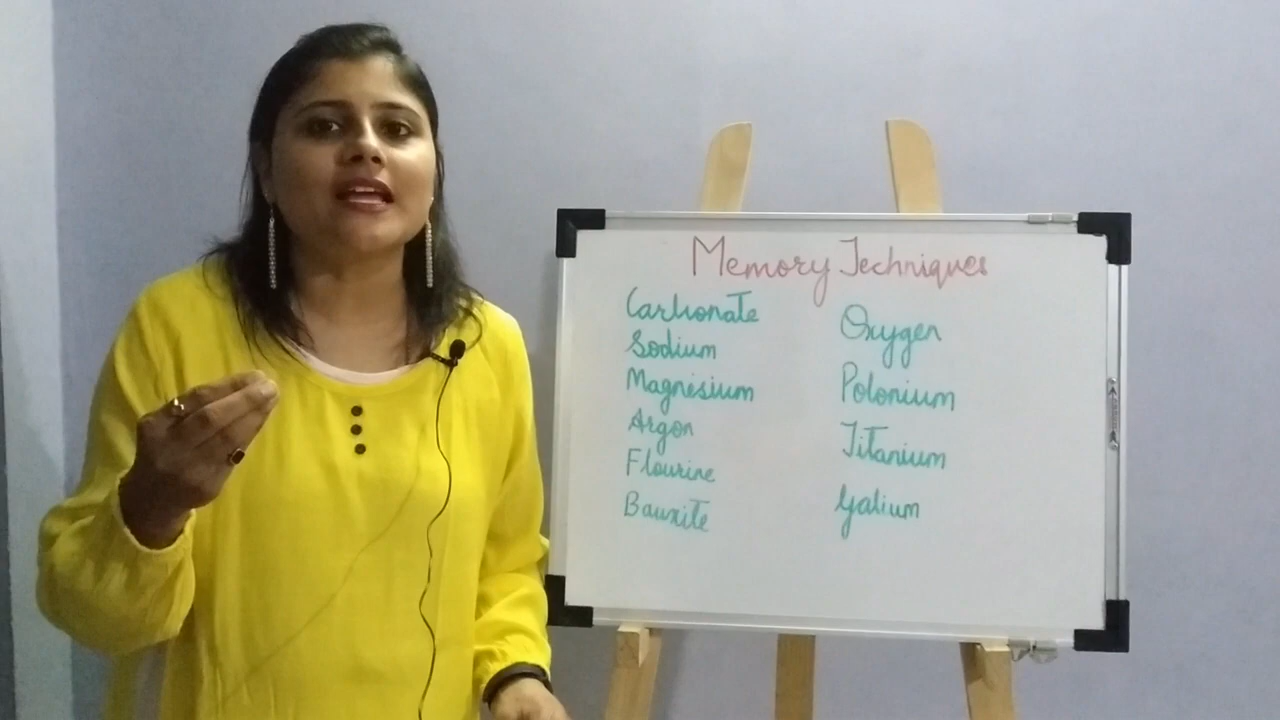 Memory Techniques
Carbonate
Sodium
Magnesium
Argon
Flourine
Bauxite
Oxygen
Polonium
Titanium
Galium